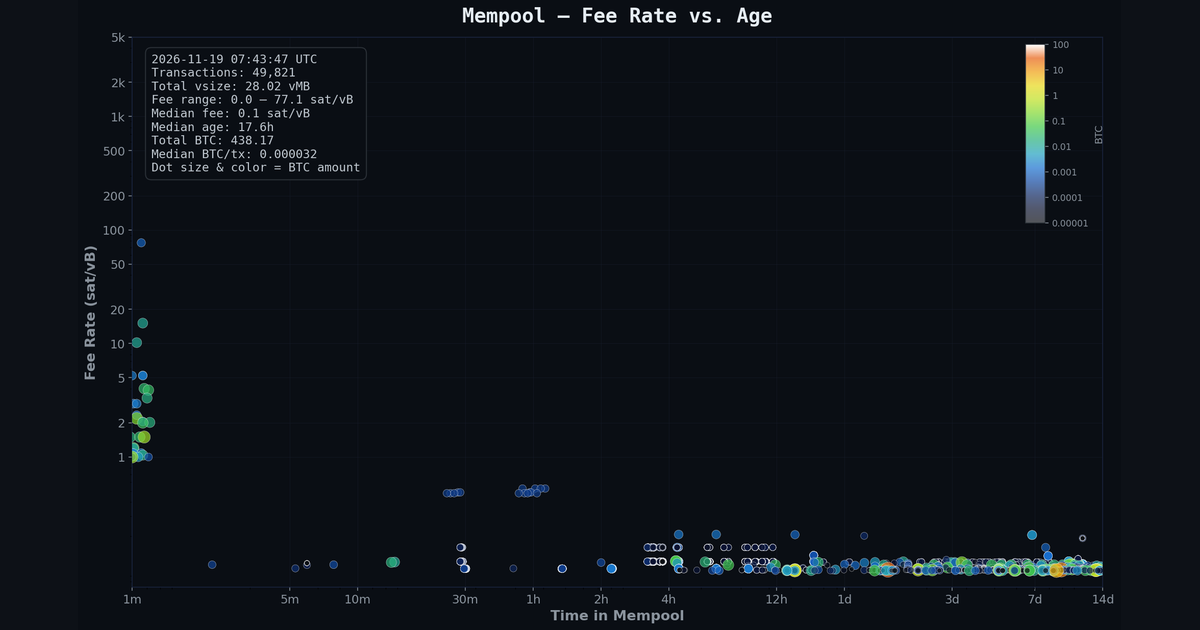 Mempool — Fee Rate vs. Age
2026-11-19 07:43:47 UTC
Transactions: 49,821
Total vsize: 28.02 vMB
Fee range: 0.0 – 77.1 sat/vB
Median fee: 0.1 sat/vB
Median age: 17.6h
Total BTC: 438.17
Median BTC/tx: 0.000032
Dot size & color = BTC amount
100
10
1
0.1
0.01
0.001
0.0001
0.00001
BTC
5k
2k
1k
500
200
100
50
20
10
5
2
1
Fee Rate (sat/vB)
1m 5m 10m 30m 1h 2h 4h 12h 1d 3d 7d 14d
Time in Mempool